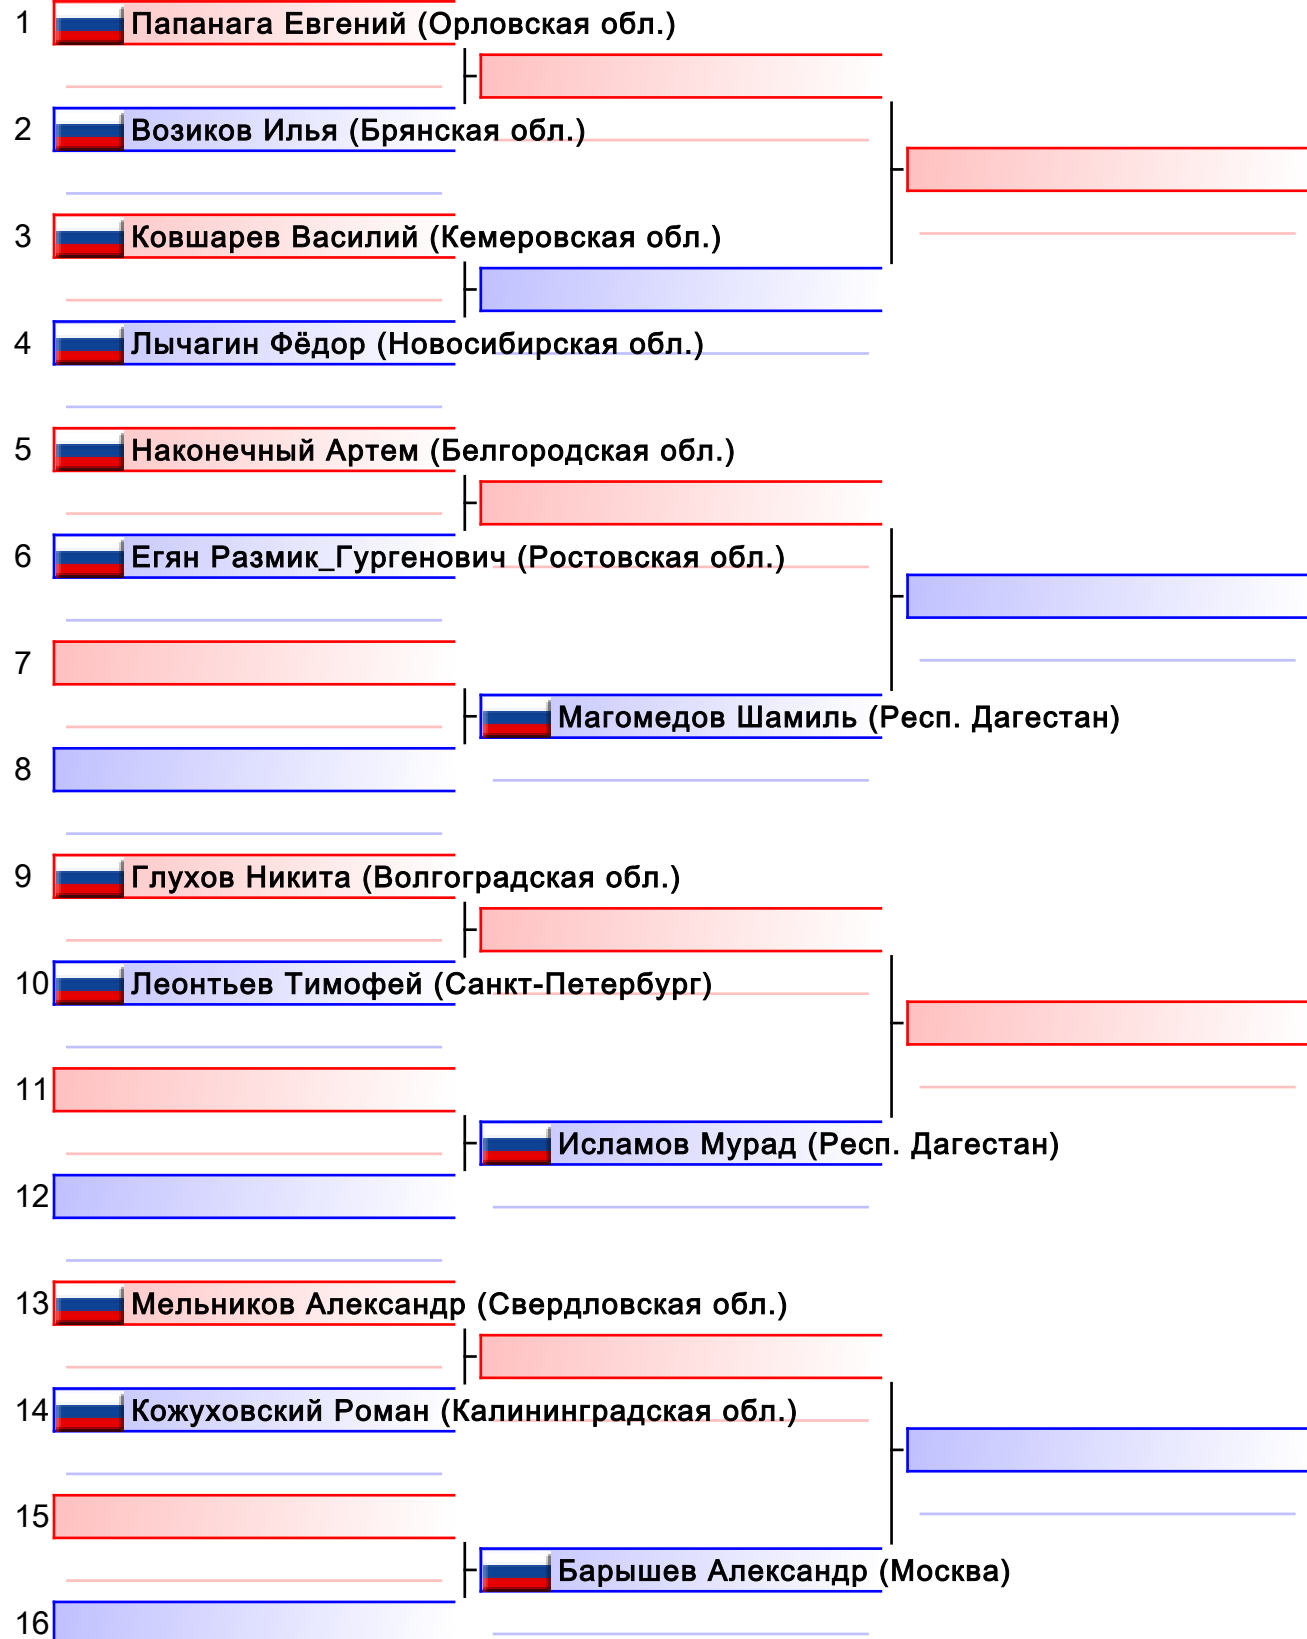 1 Папанага Евгений (Орловская обл.)
2 Возиков Илья (Брянская обл.)
3 Ковшарев Василий (Кемеровская обл.)
4 Лычагин Фёдор (Новосибирская обл.)
5 Наконечный Артем (Белгородская обл.)
6 Егян Размик_Гургенович (Ростовская обл.)
7
Магомедов Шамиль (Респ. Дагестан)
8
9 Глухов Никита (Волгоградская обл.)
10 Леонтьев Тимофей (Санкт-Петербург)
11
Исламов Мурад (Респ. Дагестан)
12
13 Мельников Александр (Свердловская обл.)
14 Кожуховский Роман (Калининградская обл.)
15
Барышев Александр (Москва)
16